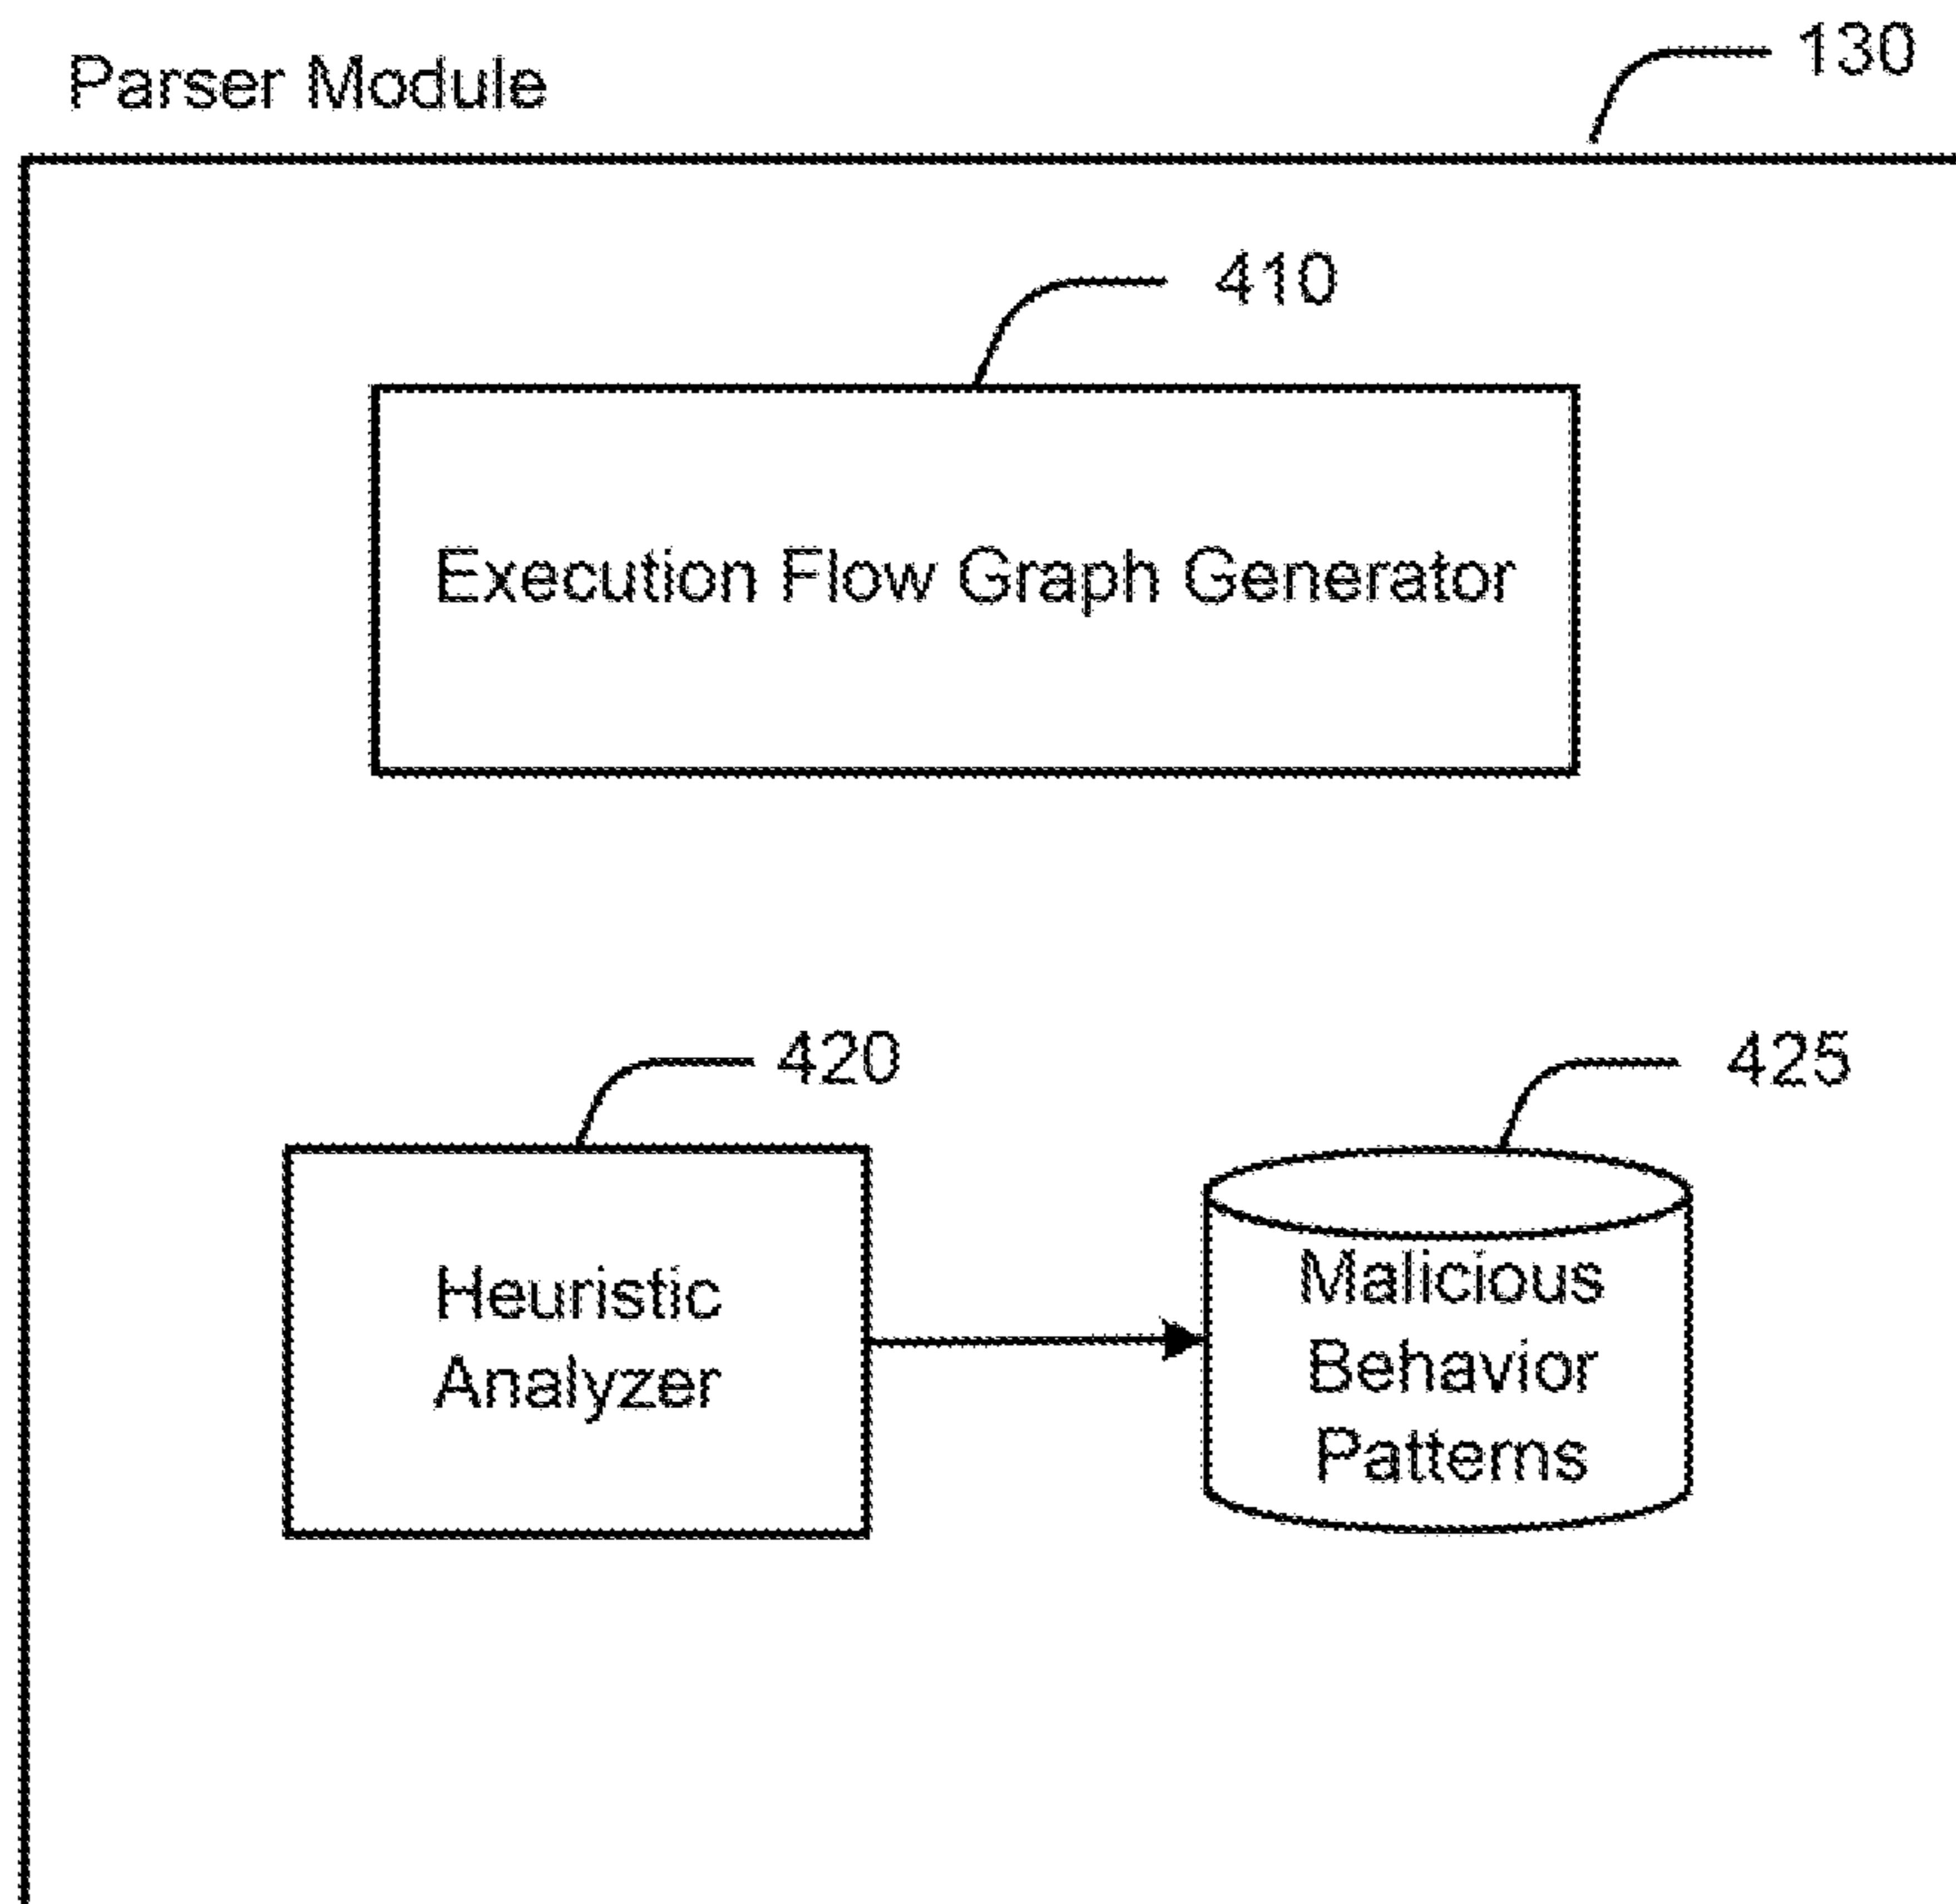 Parser Module
130
410
Execution Flow Graph Generator
420
425
Heuristic
Analyzer
Malicious
Behavior
Patterns